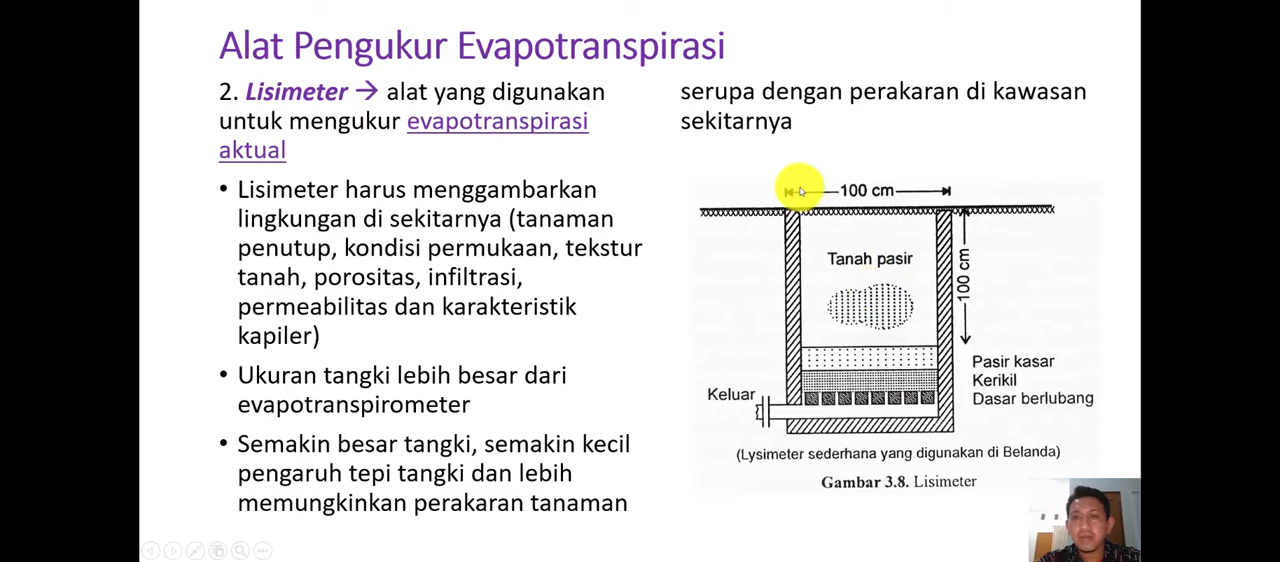 Alat Pengukur Evapotranspirasi
2. Lisimeter → alat yang digunakan
untuk mengukur evapotranspirasi
aktual
• Lisimeter harus menggambarkan
lingkungan di sekitarnya (tanaman
penutup, kondisi permukaan, tekstur
tanah, porositas, infiltrasi,
permeabilitas dan karakteristik
kapiler)
• Ukuran tangki lebih besar dari
evapotranspirometer
• Semakin besar tangki, semakin kecil
pengaruh tepi tangki dan lebih
memungkinkan perakaran tanaman
serupa dengan perakaran di kawasan
sekitarnya
100 cm
Tanah pasir
100 cm
Pasir kasar
Kerikil
Dasar berlubang
Keluar
(Lysimeter sederhana yang digunakan di Belanda)
Gambar 3.8. Lisimeter